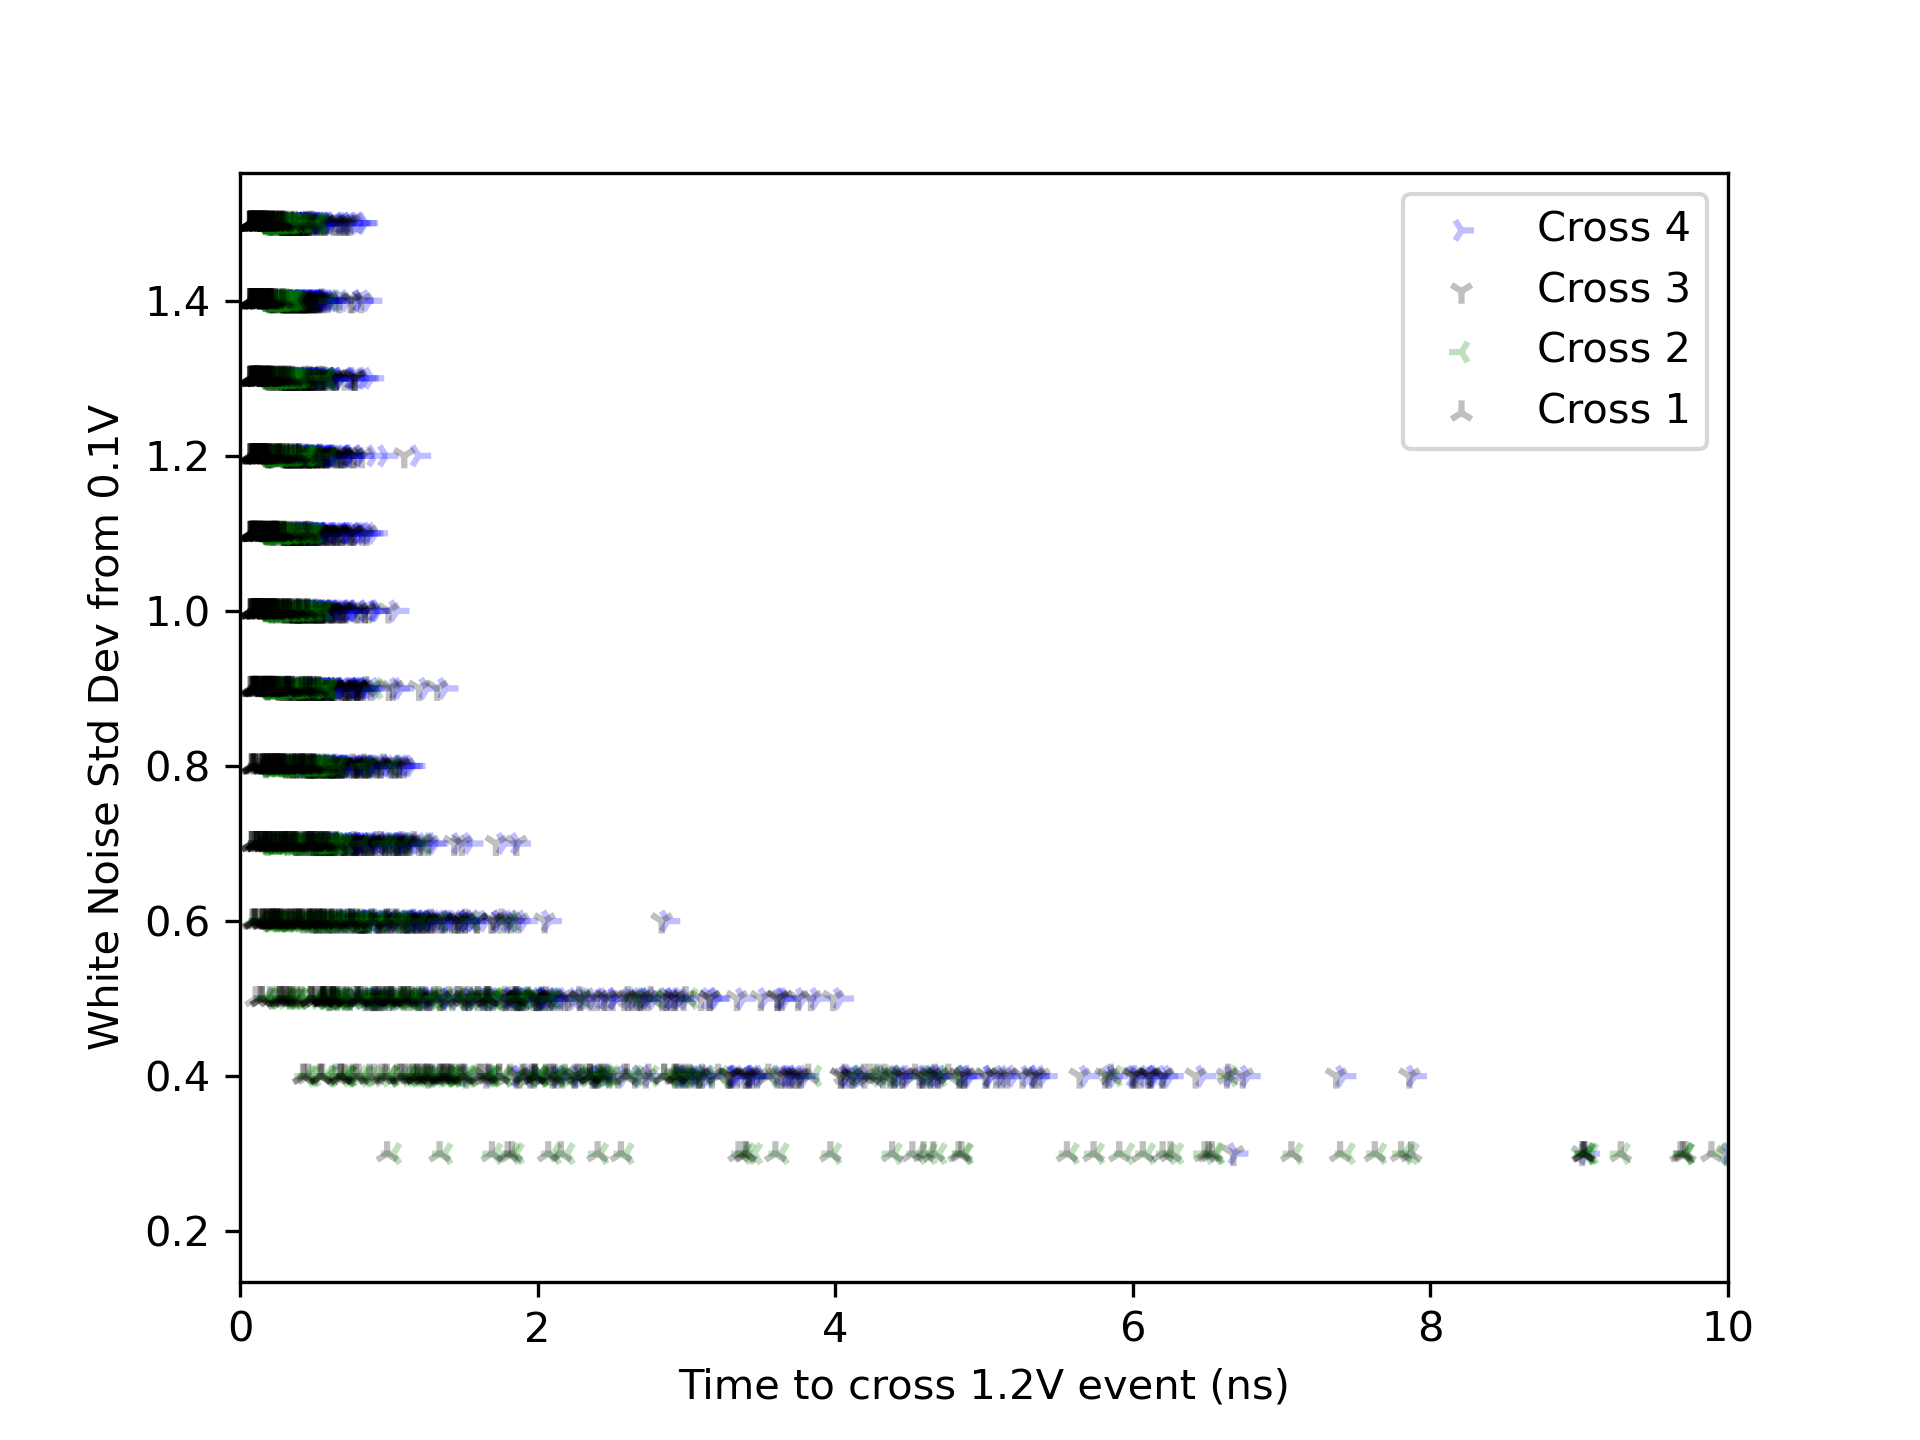 Cross 4
Cross 3
Cross 2
Cross 1
White Noise Std Dev from 0.1V
1.4
1.2
1.0
0.8
0.6
0.4
0.2
0 2 4 6 8 10
Time to cross 1.2V event (ns)